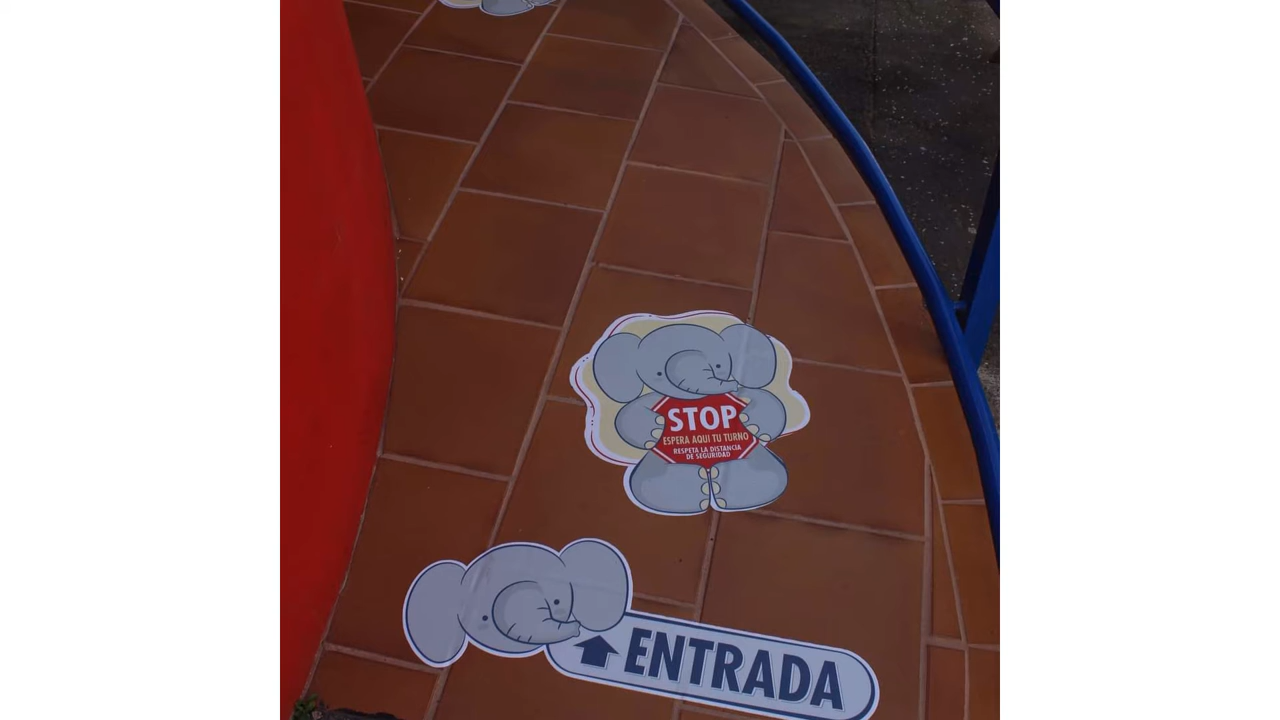 STOP
ESPERA AQUI TU TURNO
RESPETA LA DISTANCIA
DE SEGURIDAD
ENTRADA